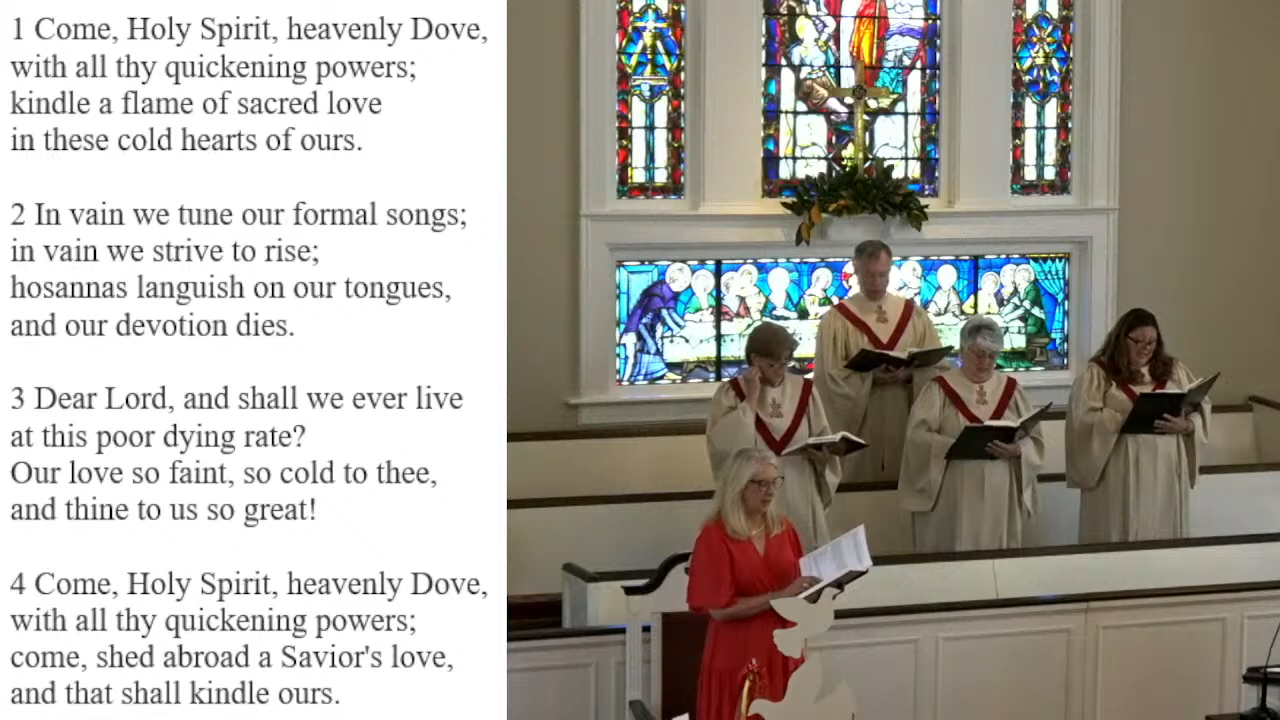 1 Come, Holy Spirit, heavenly Dove,
with all thy quickening powers;
kindle a flame of sacred love
in these cold hearts of ours.
2 In vain we tune our formal songs;
in vain we strive to rise;
hosannas languish on our tongues,
and our devotion dies.
3 Dear Lord, and shall we ever live
at this poor dying rate?
Our love so faint, so cold to thee,
and thine to us so great!
4 Come, Holy Spirit, heavenly Dove,
with all thy quickening powers;
come, shed abroad a Savior's love,
and that shall kindle ours.